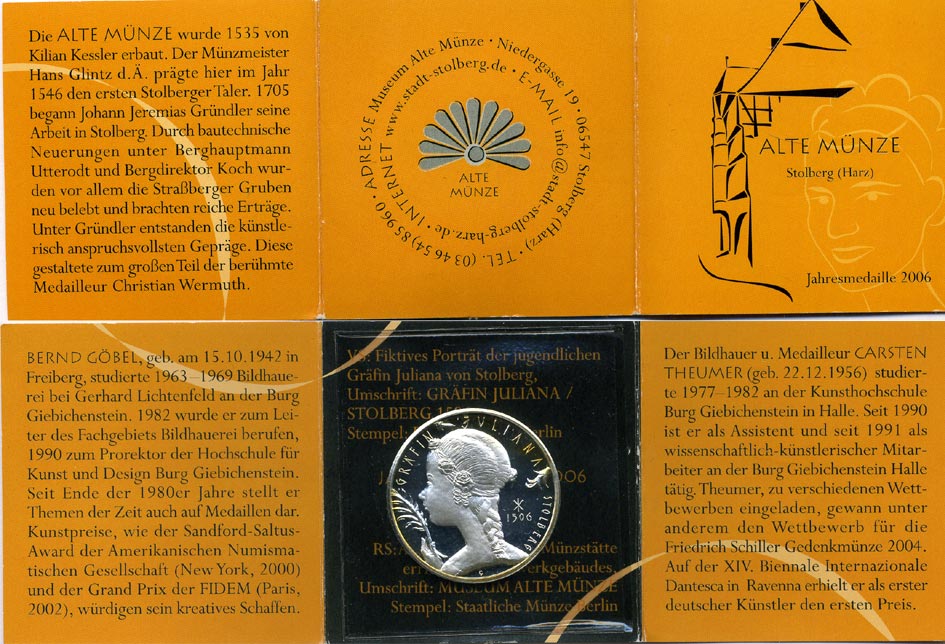 Die ALTE MÜNZE wurde 1535 von
Kilian Kessler erbaut. Der Münzmeister
Hans Glintz d.Ä. prägte hier im Jahr
1546 den ersten Stolberger Taler. 1705
begann Johann Jeremias Gründler seine
Arbeit in Stolberg. Durch bautechnische
Neuerungen unter Berghauptmann
Utterodt und Bergdirektor Koch wur-
den vor allem die Straßberger Gruben
neu belebt und brachten reiche Erträge.
Unter Gründler entstanden die künstle-
risch anspruchsvollsten Gepräge. Diese
gestaltete zum großen Teil der berühmte
Medailleur Christian Wermuth.
ADRESSE Museum Alte Münze · Niedergasse 19 · 06547 Stolberg (Harz) · TEL. (03 46 54) 85 960 ·
INTERNET www.stadt-stolberg.de · E-MAIL info@stadt-stolberg-harz.de ·
ALTE
MÜNZE
ALTE MÜNZE
Stolberg (Harz)
Jahresmedaille 2006
BERND GÖBEL, geb. am 15.10.1942 in
Freiberg, studierte 1963–1969 Bildhaue-
rei bei Gerhard Lichtenfeld an der Burg
Giebichenstein. 1982 wurde er zum Lei-
ter des Fachgebiets Bildhauerei berufen,
1990 zum Prorektor der Hochschule für
Kunst und Design Burg Giebichenstein.
Seit Ende der 1980er Jahre stellt er
Themen der Zeit auch auf Medaillen dar.
Kunstpreise, wie der Sandford-Saltus-
Award der Amerikanischen Numisma-
tischen Gesellschaft (New York, 2000)
und der Grand Prix der FIDEM (Paris,
2002), würdigen sein kreatives Schaffen.
VS: Fiktives Porträt der jugendlichen
Gräfin Juliana von Stolberg,
Umschrift: GRÄFIN JULIANA /
STOLBERG
Stempel: Berlin
GRÄFIN JULIANA
STOLBERG
1506
RS: Münzstätte
Umschrift: MUSEUM ALTE MÜNZE
Stempel: Staatliche Münze Berlin
Der Bildhauer u. Medailleur CARSTEN
THEUMER (geb. 22.12.1956) studier-
te 1977–1982 an der Kunsthochschule
Burg Giebichenstein in Halle. Seit 1990
ist er als Assistent und seit 1991 als
wissenschaftlich-künstlerischer Mitar-
beiter an der Burg Giebichenstein Halle
tätig. Theumer, zu verschiedenen Wett-
bewerben eingeladen, gewann unter
anderem den Wettbewerb für die
Friedrich Schiller Gedenkmünze 2004.
Auf der XIV. Biennale Internazionale
Dantesca in Ravenna erhielt er als erster
deutscher Künstler den ersten Preis.